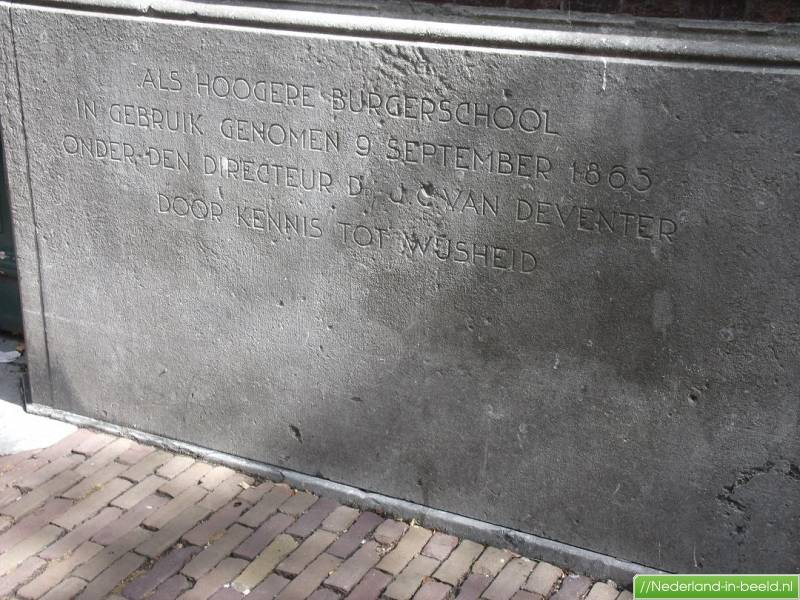 ALS HOOGERE BURGERSCHOOL
IN GEBRUIK GENOMEN 9 SEPTEMBER 1865
ONDER DEN DIRECTEUR DR J.C. VAN DEVENTER
DOOR KENNIS TOT WIJSHEID
//Nederland-in-beeld.nl